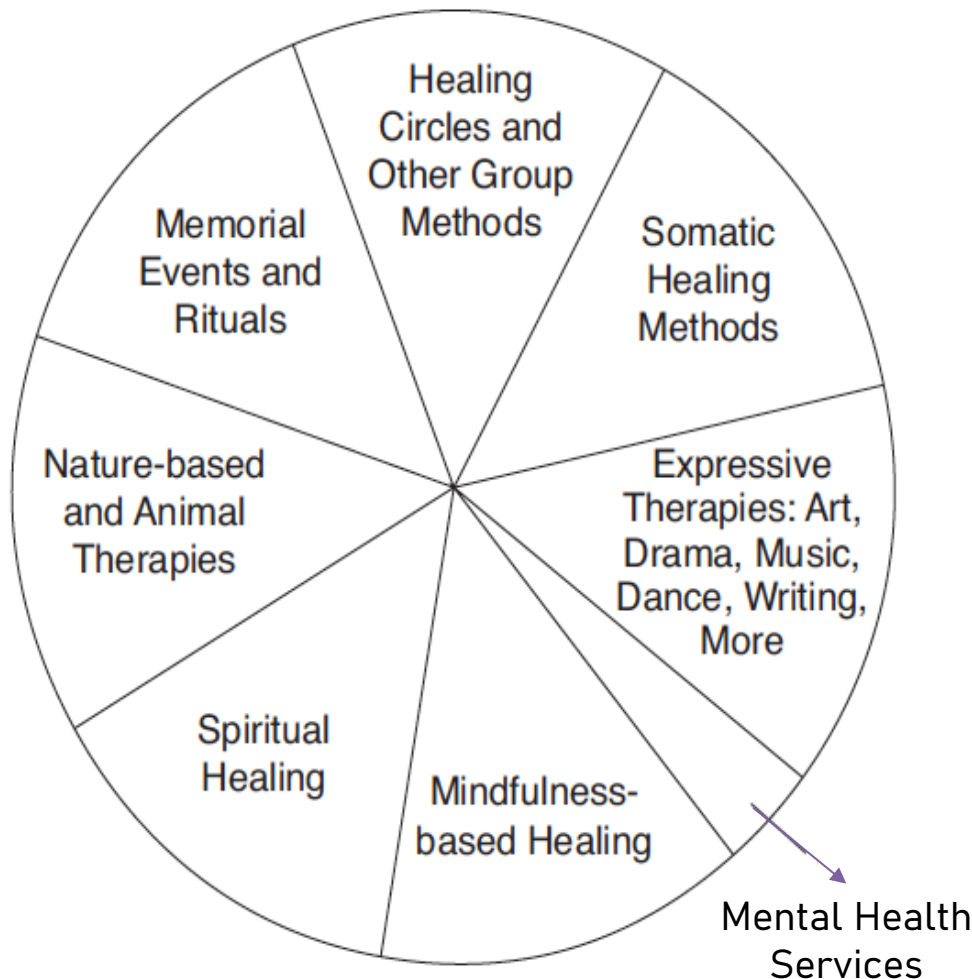 Healing
Circles and
Other Group
Methods
Somatic
Healing
Methods
Expressive
Therapies: Art,
Drama, Music,
Dance, Writing,
More
Mental Health
Services
Mindfulness-
based Healing
Spiritual
Healing
Nature-based
and Animal
Therapies
Memorial
Events and
Rituals